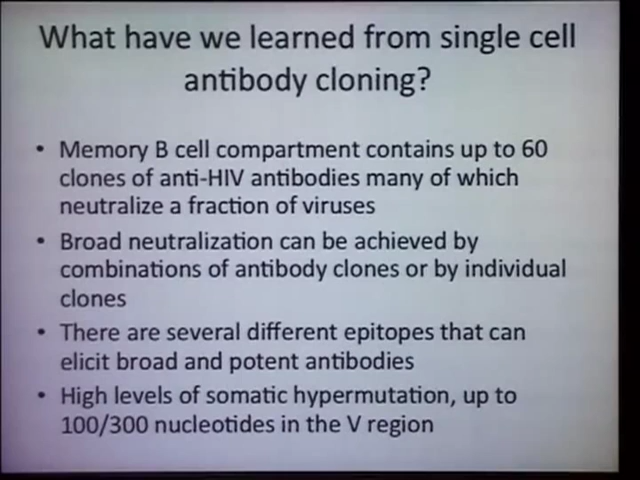 What have we learned from single cell
antibody cloning?
• Memory B cell compartment contains up to 60
clones of anti-HIV antibodies many of which
neutralize a fraction of viruses
• Broad neutralization can be achieved by
combinations of antibody clones or by individual
clones
• There are several different epitopes that can
elicit broad and potent antibodies
• High levels of somatic hypermutation, up to
100/300 nucleotides in the V region